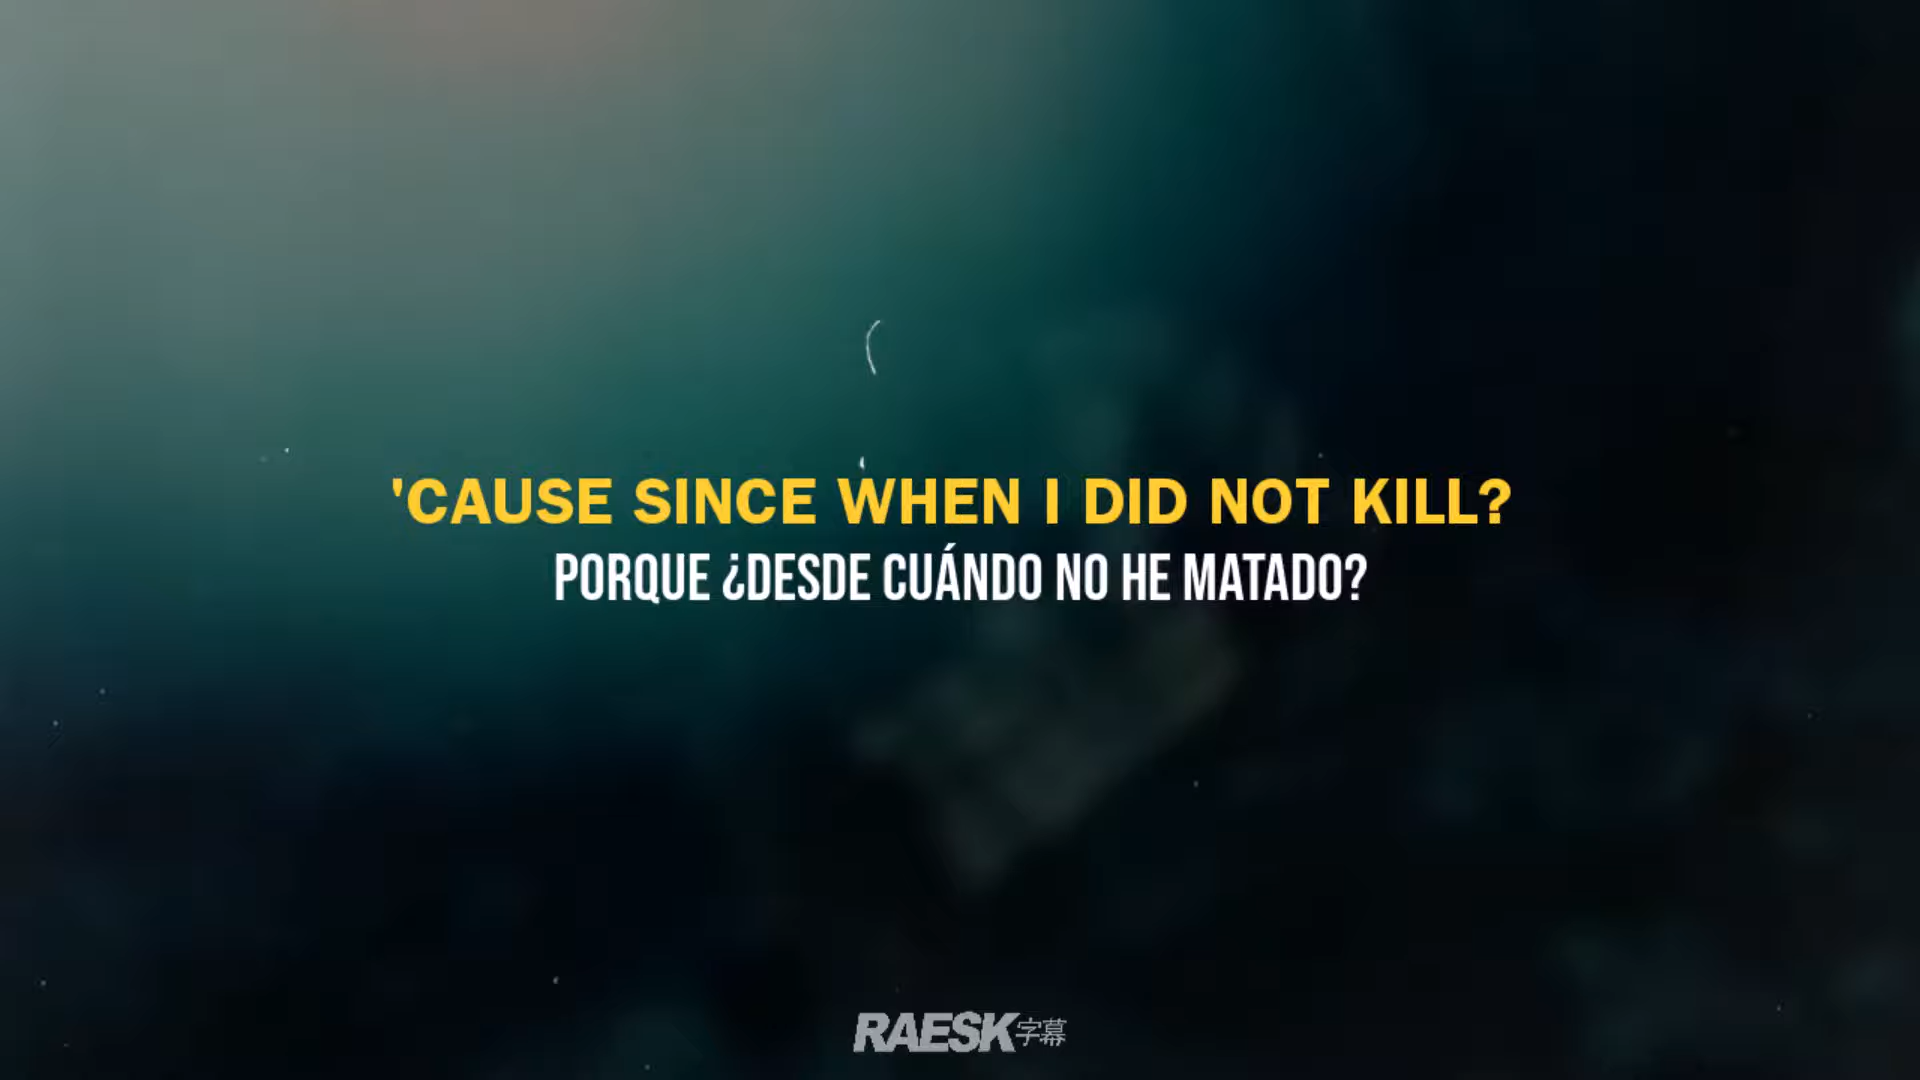 'CAUSE SINCE WHEN I DID NOT KILL?
PORQUE ¿DESDE CUÁNDO NO HE MATADO?
RAESK字幕